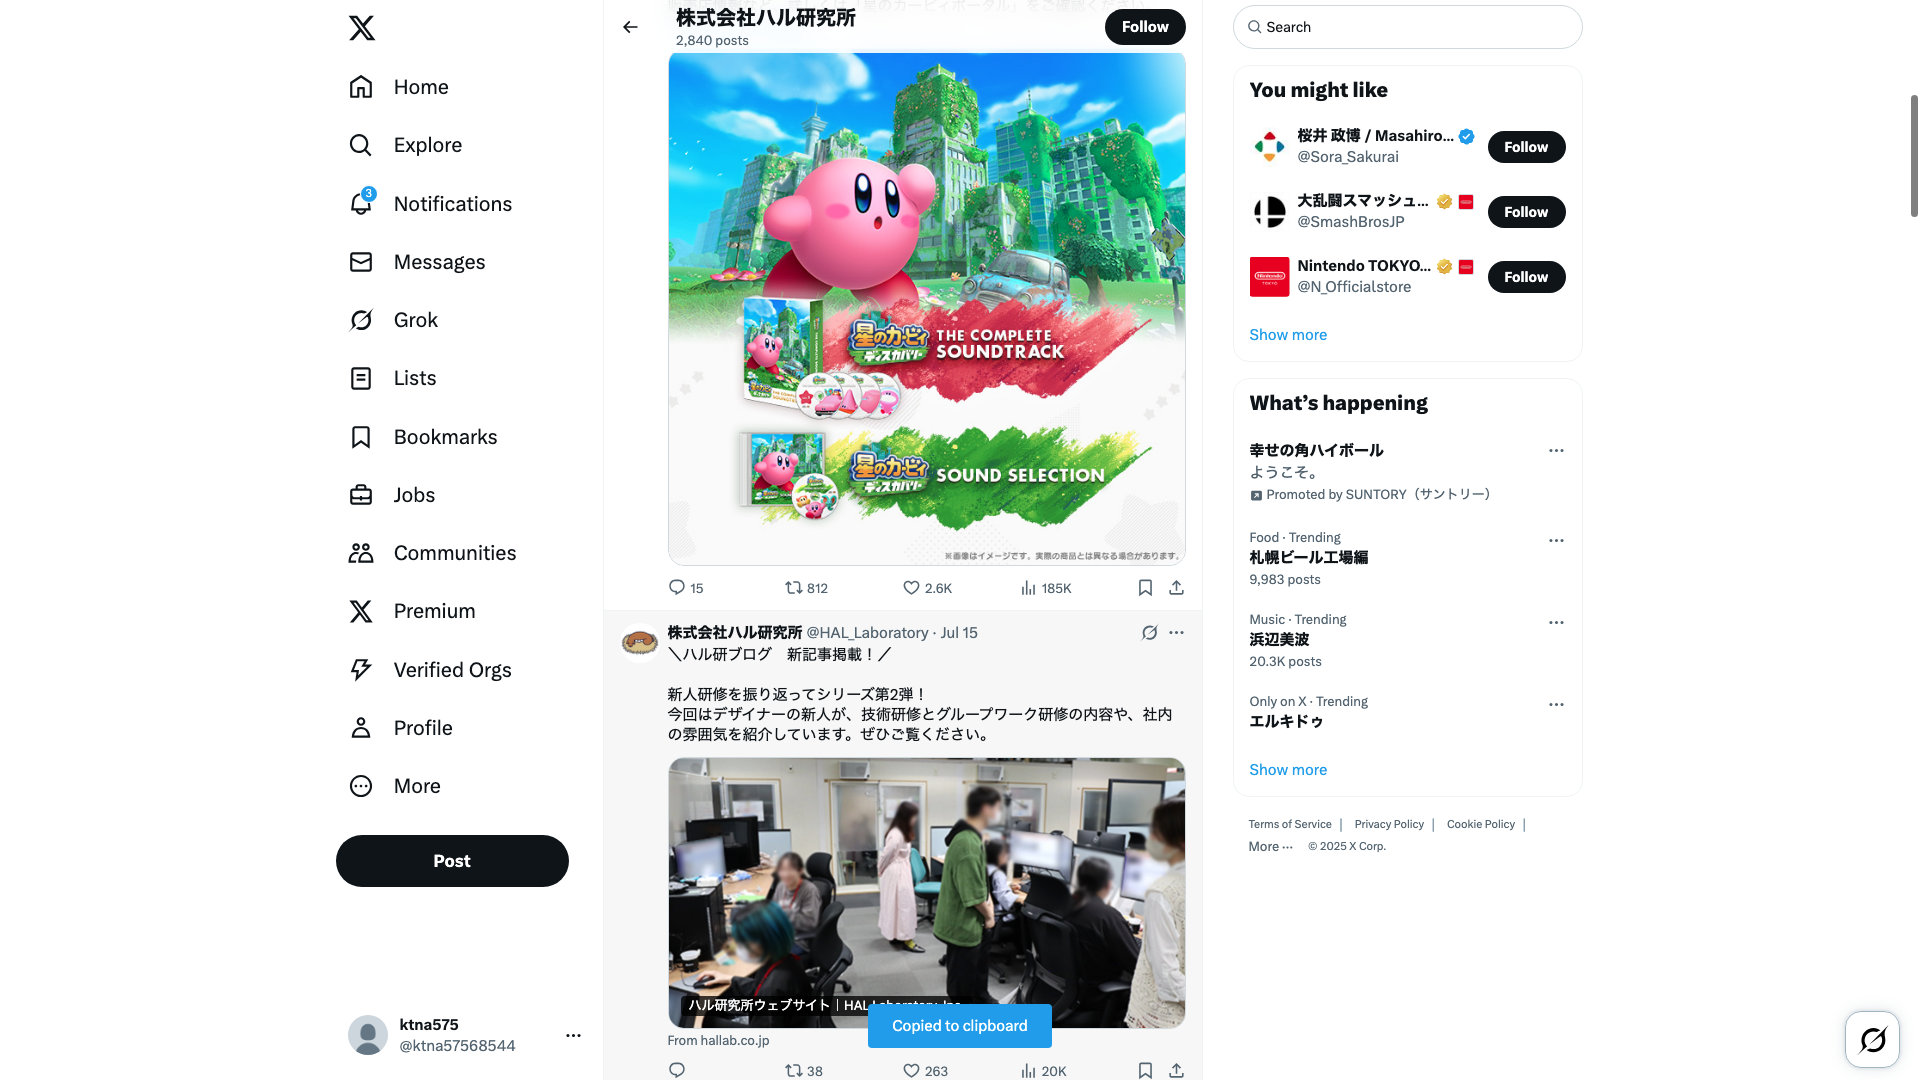 Home
Explore
3
Notifications
Messages
Grok
Lists
Bookmarks
Jobs
Communities
Premium
Verified Orgs
Profile
More
Post
ktna575
@ktna57568544
株式会社ハル研究所
2,840 posts
Follow
星のカービィ
ディスカバリー
THE COMPLETE
SOUNDTRACK
星のカービィ
ディスカバリー
SOUND SELECTION
※画像はイメージです。実際の商品とは異なる場合があります。
15
812
2.6K
185K
株式会社ハル研究所 @HAL_Laboratory · Jul 15
＼ハル研ブログ　新記事掲載！／
新人研修を振り返ってシリーズ第2弾！
今回はデザイナーの新人が、技術研修とグループワーク研修の内容や、社内
の雰囲気を紹介しています。ぜひご覧ください。
ハル研究所ウェブサイト｜HAL
Copied to clipboard
From hallab.co.jp
38
263
20K
Search
You might like
桜井 政博 / Masahiro...
@Sora_Sakurai
Follow
大乱闘スマッシュ...
@SmashBrosJP
Follow
Nintendo
TOKYO
Nintendo TOKYO...
@N_Officialstore
Follow
Show more
What’s happening
幸せの角ハイボール
ようこそ。
Promoted by SUNTORY（サントリー）
Food · Trending
札幌ビール工場編
9,983 posts
Music · Trending
浜辺美波
20.3K posts
Only on X · Trending
エルキドゥ
Show more
Terms of Service | Privacy Policy | Cookie Policy |
More ··· © 2025 X Corp.